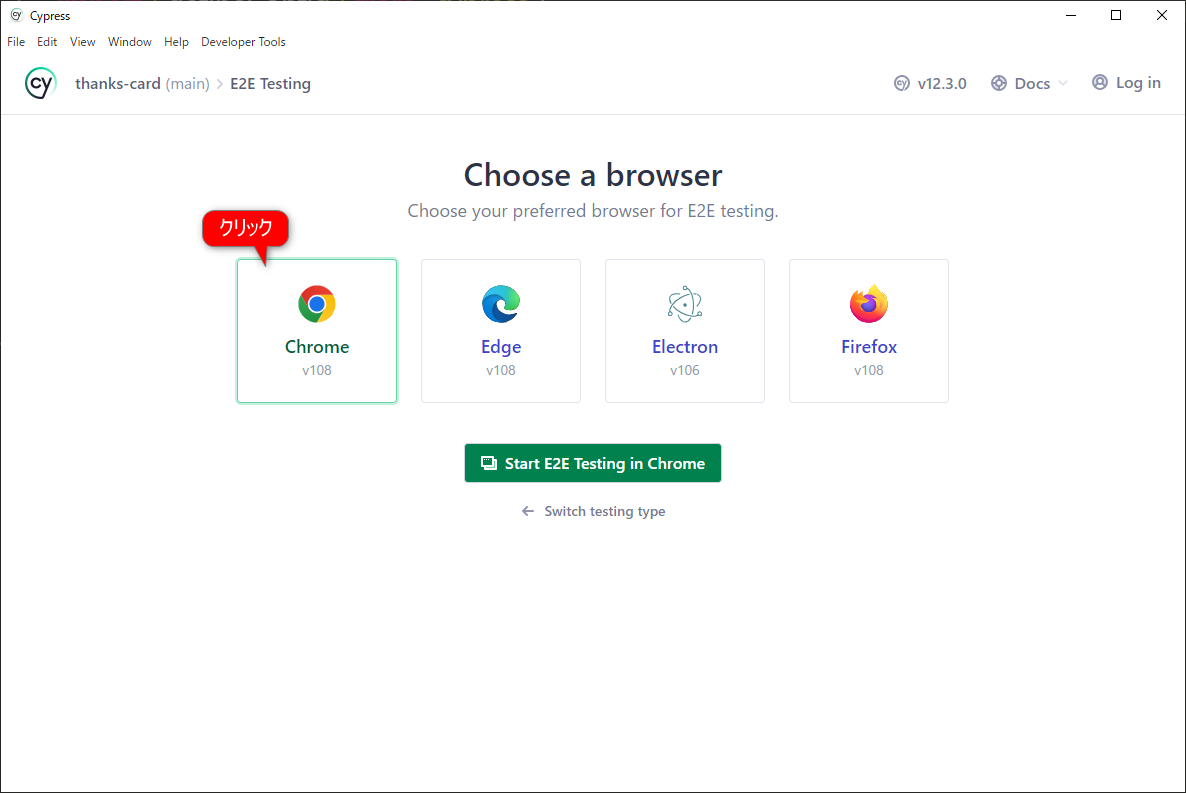 Cypress
File Edit View Window Help Developer Tools
cy thanks-card (main) > E2E Testing cy v12.3.0 Docs Log in
Choose a browser
Choose your preferred browser for E2E testing.
クリック
Chrome Edge Electron Firefox
v108 v108 v106 v108
Start E2E Testing in Chrome
← Switch testing type